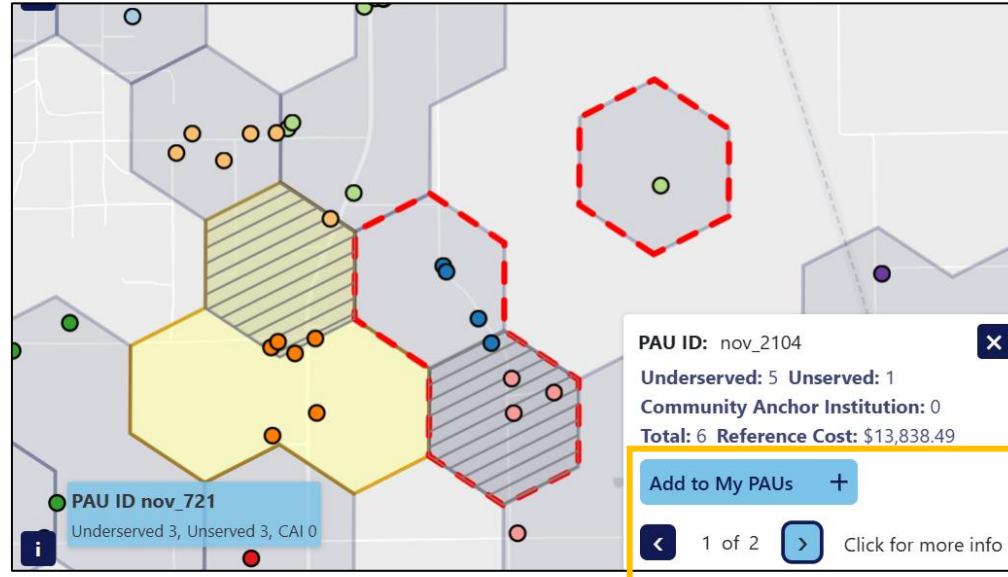 PAU ID: nov_2104
Underserved: 5 Unserved: 1
Community Anchor Institution: 0
Total: 6 Reference Cost: $13,838.49
Add to My PAUs +
1 of 2
Click for more info
PAU ID nov_721
Underserved 3, Unserved 3, CAI 0
i